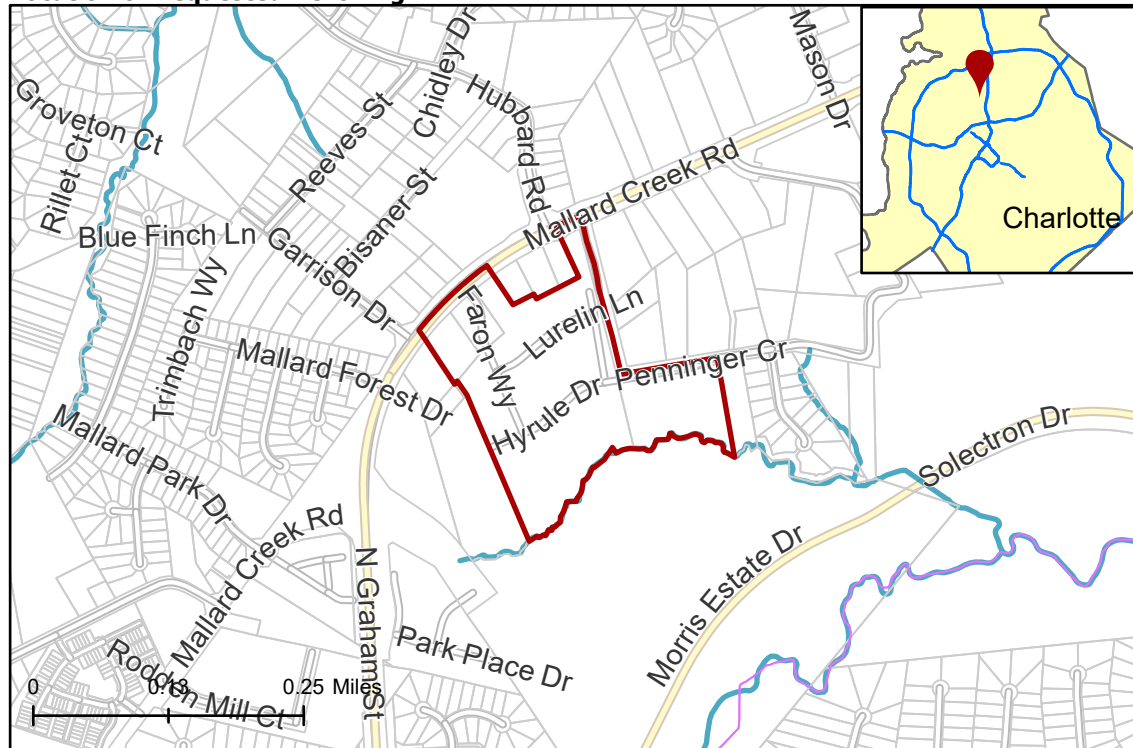 Mason Dr
Chidley Dr
Hubbard Rd
Groveton Ct
Reeves St
Rillet Ct
Mallard Creek Rd
Bisaner St
Blue Finch Ln
Garrison Dr
Charlotte
Trimbach Wy
Faron Wy
Lurelin Ln
Mallard Forest Dr
Hyrule Dr
Penninger Cr
Mallard Park Dr
Solectron Dr
Mallard Creek Rd
N Graham St
Morris Estate Dr
Park Place Dr
Rodden Mill Ct
0
0.13
0.25 Miles